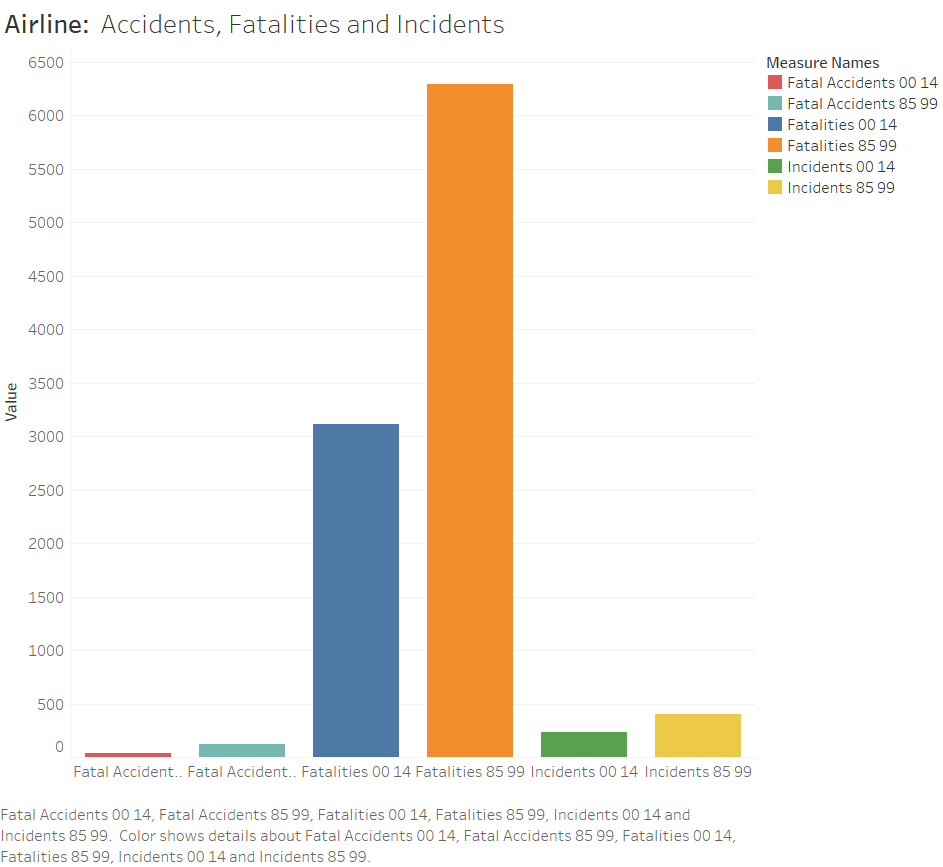 Airline: Accidents, Fatalities and Incidents
6500
6000
5500
5000
4500
4000
3500
3000
2500
2000
1500
1000
500
0
Value
Fatal Accident.. Fatal Accident.. Fatalities 00 14 Fatalities 85 99 Incidents 00 14 Incidents 85 99
Measure Names
Fatal Accidents 00 14
Fatal Accidents 85 99
Fatalities 00 14
Fatalities 85 99
Incidents 00 14
Incidents 85 99
Fatal Accidents 00 14, Fatal Accidents 85 99, Fatalities 00 14, Fatalities 85 99, Incidents 00 14 and
Incidents 85 99. Color shows details about Fatal Accidents 00 14, Fatal Accidents 85 99, Fatalities 00 14,
Fatalities 85 99, Incidents 00 14 and Incidents 85 99.